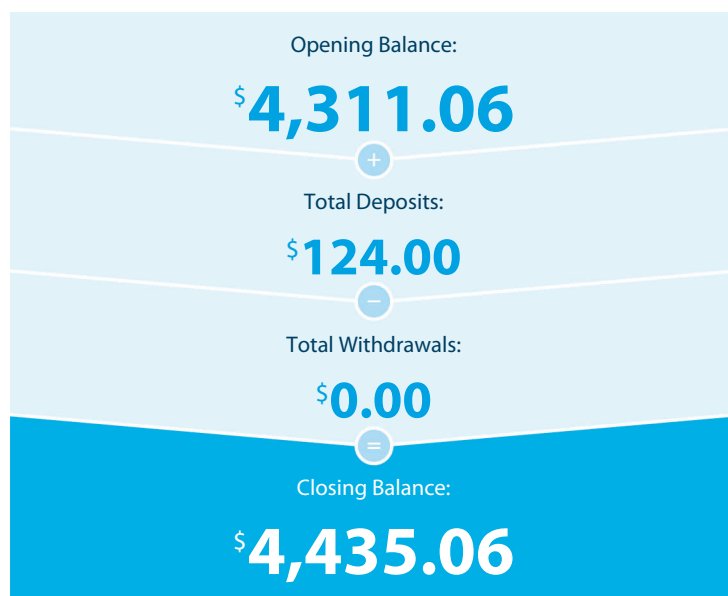 Opening Balance:
$4,311.06
+
Total Deposits:
$124.00
−
Total Withdrawals:
$0.00
=
Closing Balance:
$4,435.06